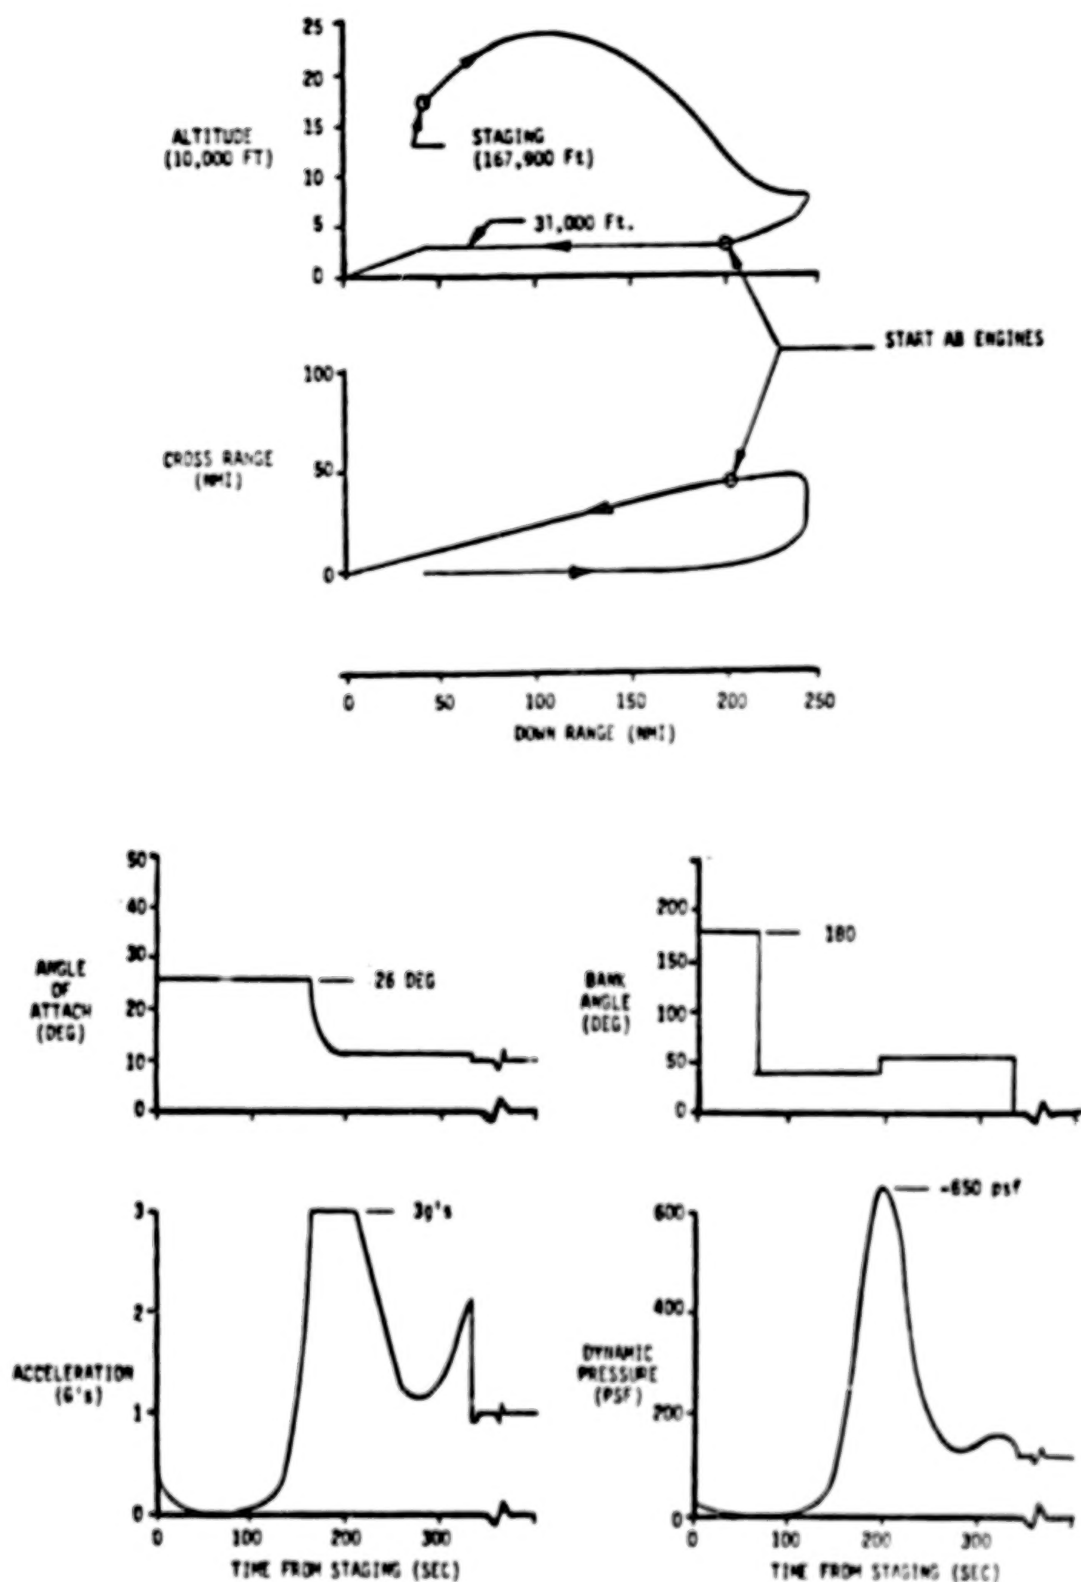 25
20
15
10
5
0
ALTITUDE
(10,000 FT)
STAGING
(167,900 Ft)
31,000 Ft.
START AB ENGINES
100
50
0
CROSS RANGE
(NMI)
0 50 100 150 200 250
DOWN RANGE (NMI)
50
40
30
20
10
0
ANGLE
OF
ATTACH
(DEG)
26 DEG
200
150
100
50
0
BANK
ANGLE
(DEG)
180
3
2
1
0
ACCELERATION
(G's)
3g's
0 100 200 300
TIME FROM STAGING (SEC)
600
400
200
0
DYNAMIC
PRESSURE
(PSF)
~650 psf
0 100 200 300
TIME FROM STAGING (SEC)